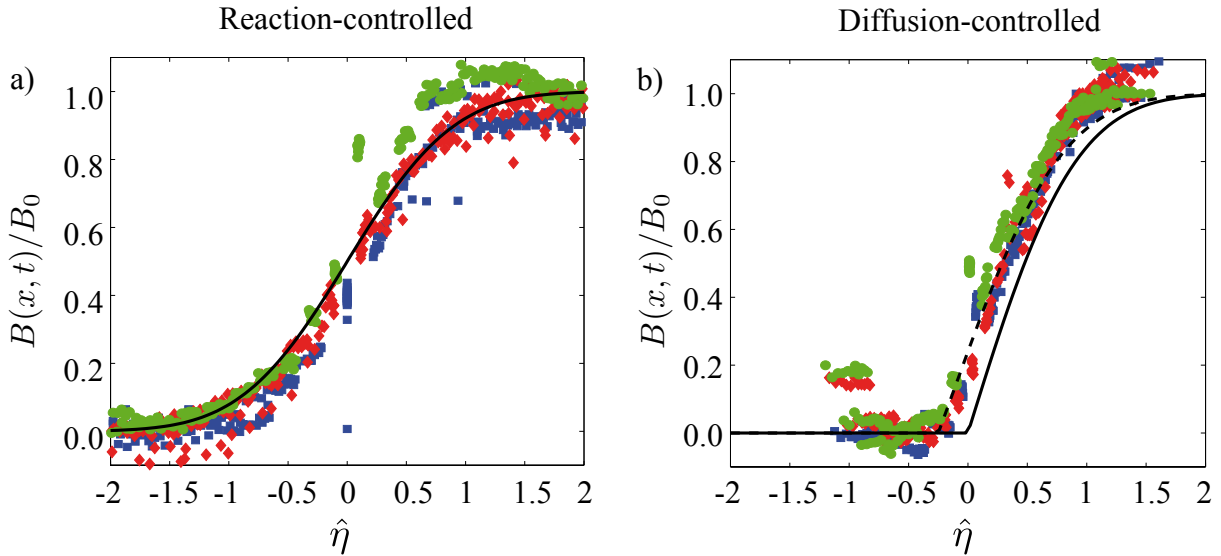 Reaction-controlled
Diffusion-controlled
a)
B(x, t)/B₀
1.0
0.8
0.6
0.4
0.2
0.0
-2 -1.5 -1 -0.5 0 0.5 1 1.5 2
η̂
b)
B(x, t)/B₀
1.0
0.8
0.6
0.4
0.2
0.0
-2 -1.5 -1 -0.5 0 0.5 1 1.5 2
η̂